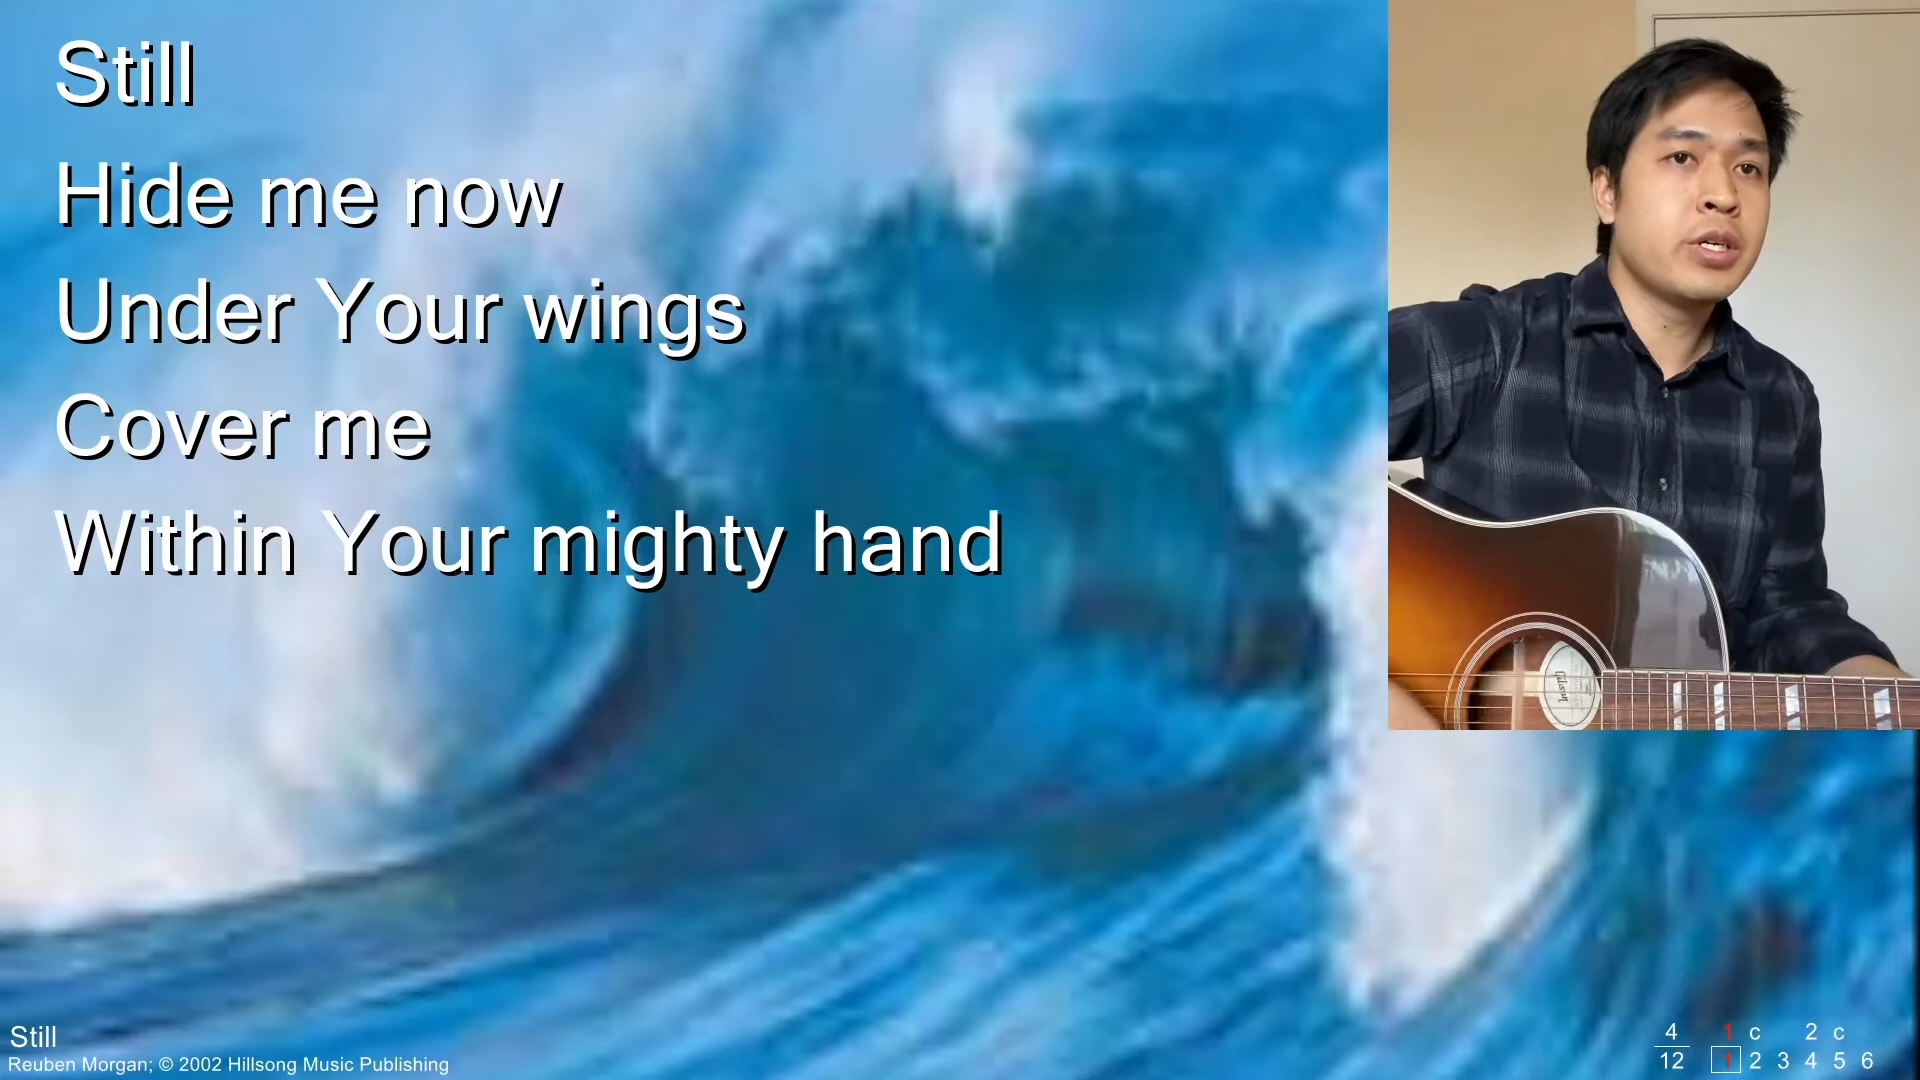 Still
Hide me now
Under Your wings
Cover me
Within Your mighty hand
Gibson
Still
Reuben Morgan; © 2002 Hillsong Music Publishing
4 1 c 2 c
12 1 2 3 4 5 6